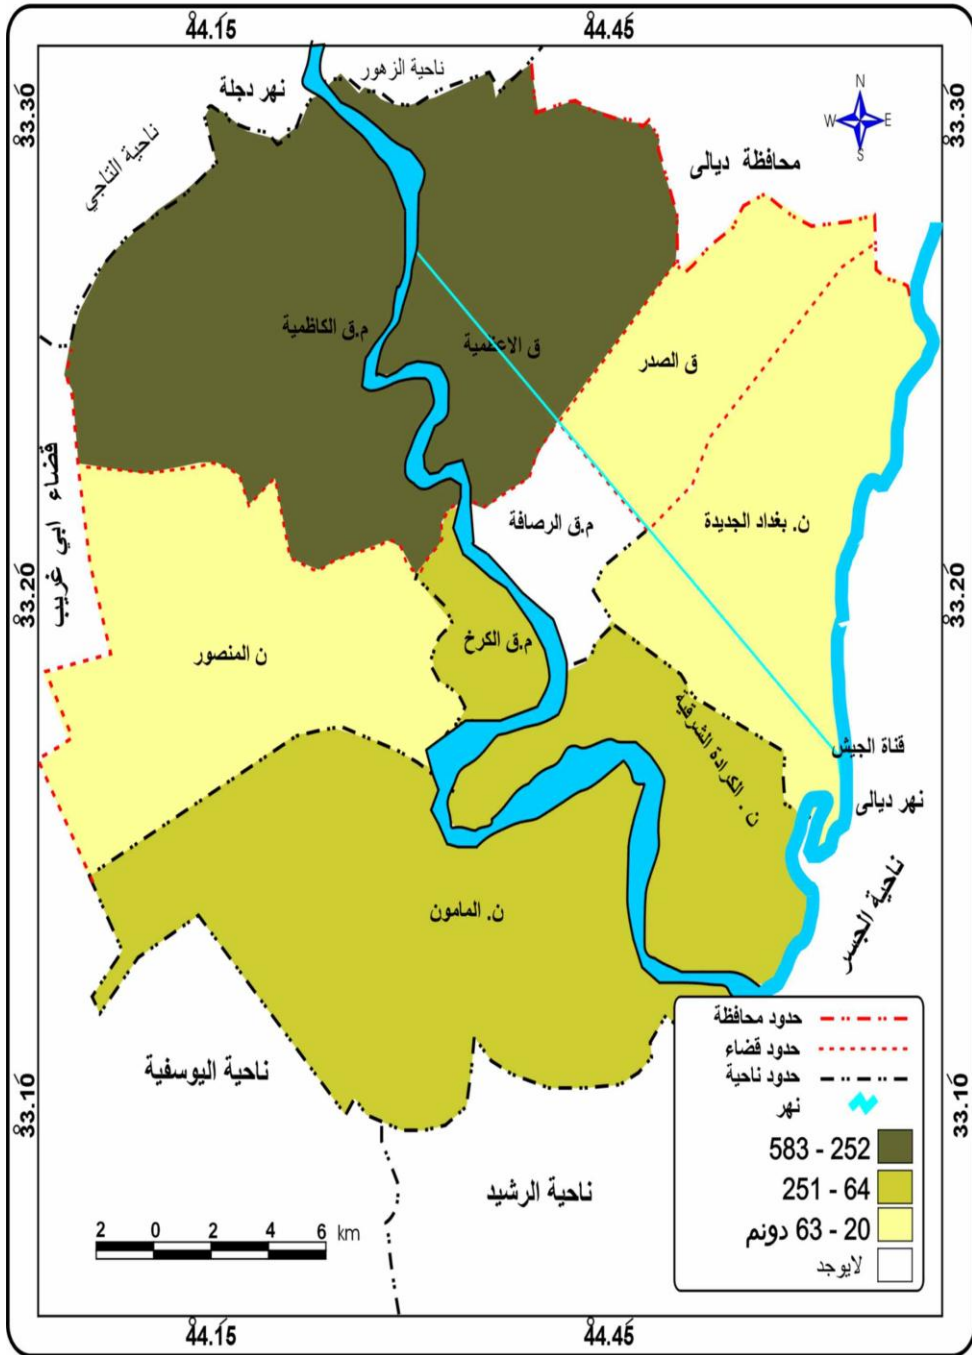 44.15
44.45
33.30
33.30
ناحية الزهور
نهر دجلة
N
W
E
S
ناحية التاجي
محافظة ديالى
م.ق الكاظمية
ق الاعظمية
ق الصدر
قضاء ابي غريب
م.ق الرصافة
ن. بغداد الجديدة
33.20
33.20
م.ق الكرخ
ن المنصور
ن . الكرادة الشرقية
قناة الجيش
نهر ديالى
ن. المامون
ناحية الجسر
ناحية اليوسفية
ناحية الرشيد
33.10
33.10
حدود محافظة
حدود قضاء
حدود ناحية
نهر
252 - 583
64 - 251
20 - 63 دونم
لايوجد
2 0 2 4 6 km
44.15
44.45